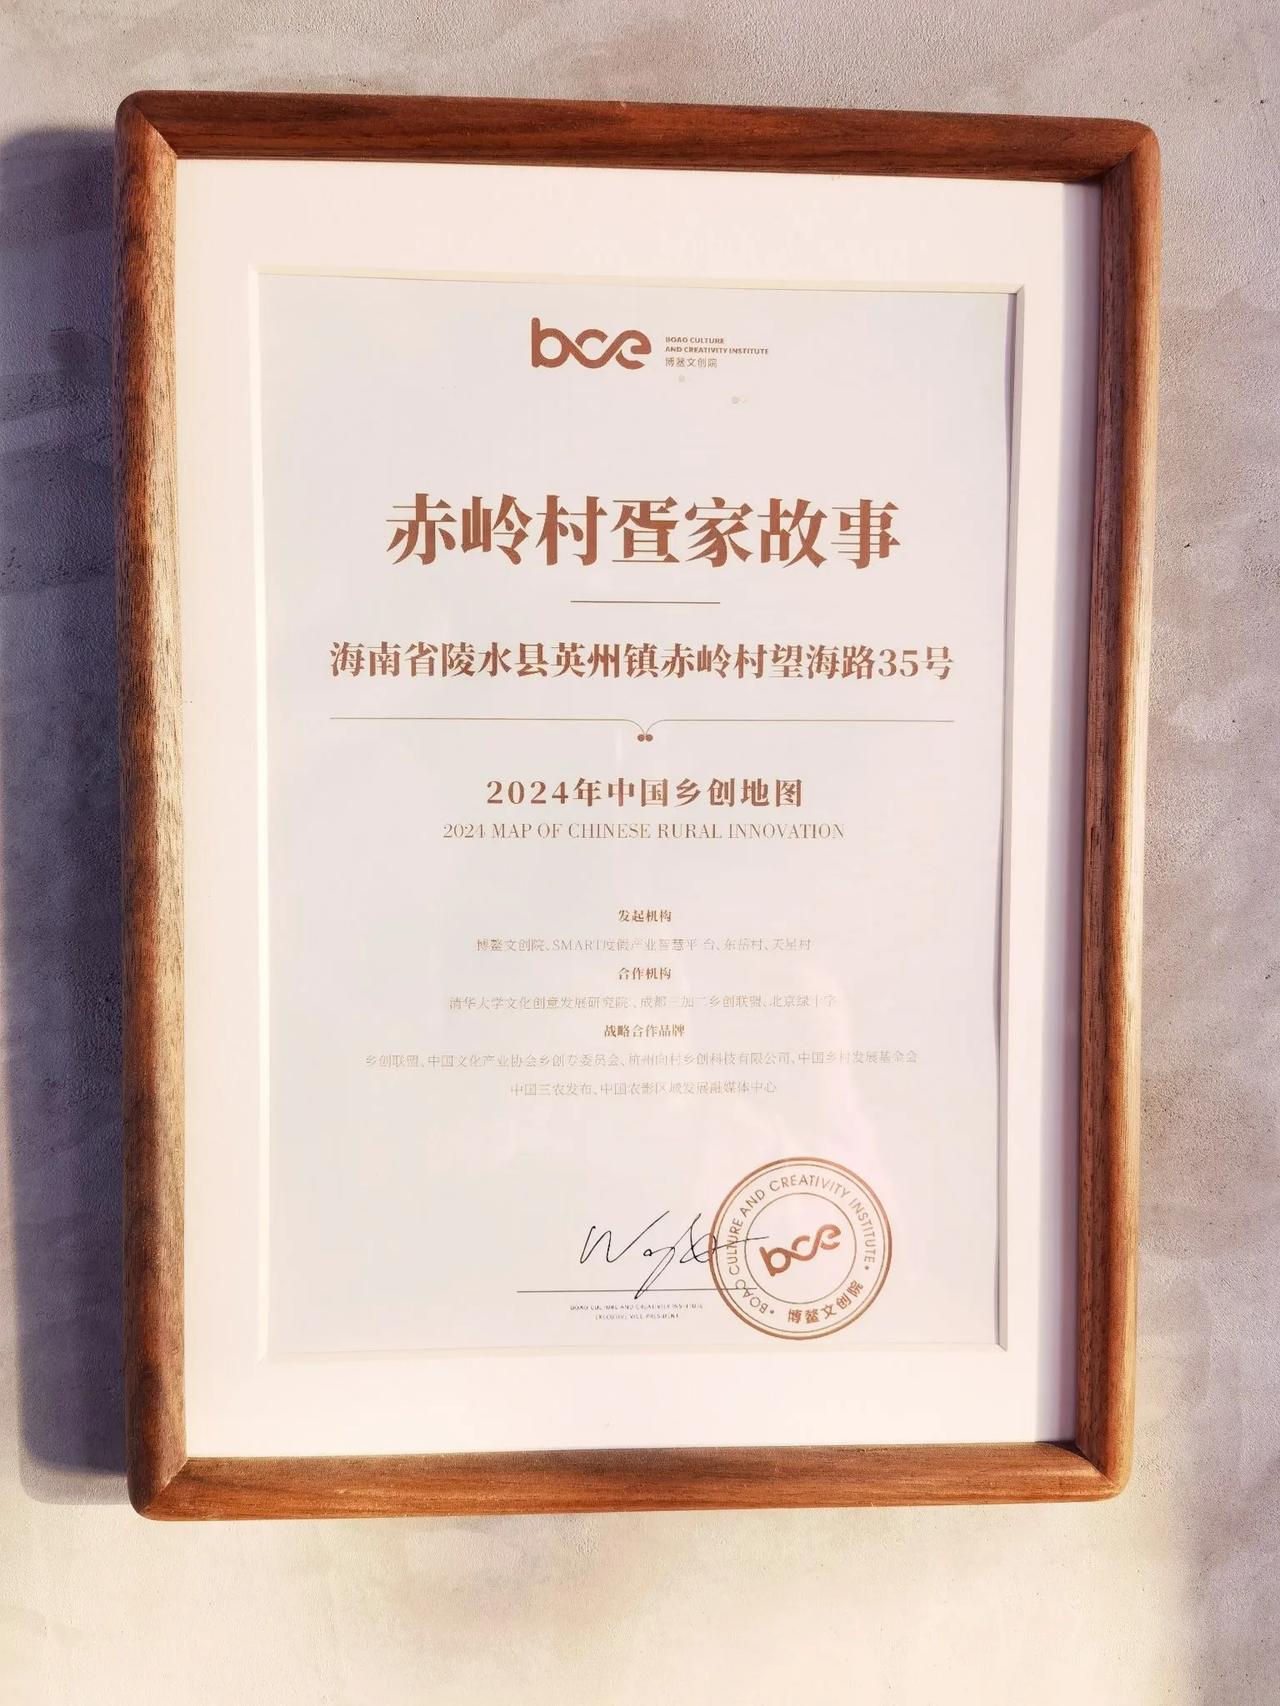 bce
BOAO CULTURE
AND CREATIVITY INSTITUTE
博鳌文创院
赤岭村疍家故事
海南省陵水县英州镇赤岭村望海路35号
2024年中国乡创地图
2024 MAP OF CHINESE RURAL INNOVATION
发起机构
博鳌文创院、SMART度假产业智慧平台、东岳村、天星村
合作机构
清华大学文化创意发展研究院、成都三加二乡创联盟、北京绿十字
战略合作品牌
乡创联盟、中国文化产业协会乡创专委员会、杭州向村乡创科技有限公司、中国乡村发展基金会
中国三农发布、中国农影区域发展融媒体中心
BOAO CULTURE AND CREATIVITY INSTITUTE
EXECUTIVE VICE PRESIDENT
BOAO CULTURE AND CREATIVITY INSTITUTE
bce
博鳌文创院